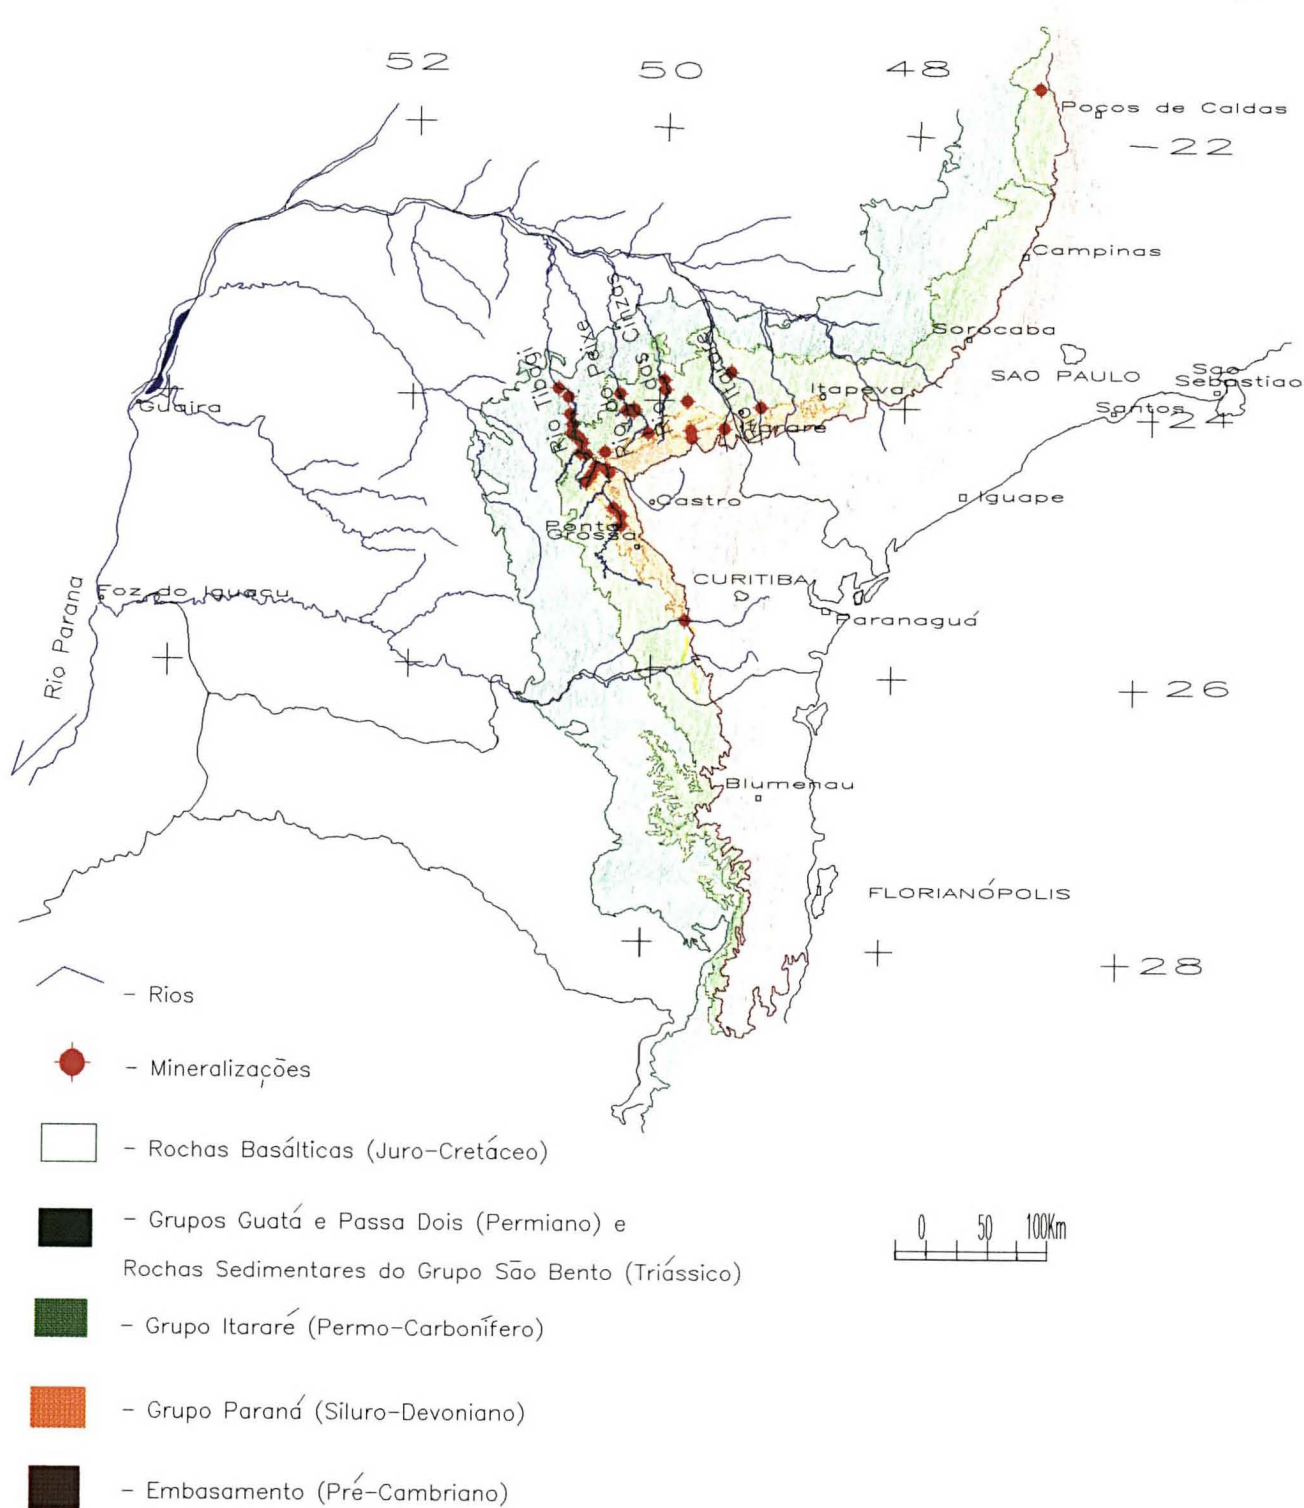 52
50
48
Poços de Caldas
-22
Campinas
Sorocaba
SAO PAULO
Sao
Sebastiao
Santos
24
Itapeva
Rio Tibagi
Rio do Peixe
Rio das Cinzas
Rio Itararé
Itararé
Guaira
Castro
Iguape
Ponta
Grossa
CURITIBA
Paranaguá
Foz do Iguaçu
Rio Parana
26
Blumenau
FLORIANÓPOLIS
28
- Rios
- Mineralizações
- Rochas Basálticas (Juro-Cretáceo)
- Grupos Guatá e Passa Dois (Permiano) e
Rochas Sedimentares do Grupo São Bento (Triássico)
0 50 100Km
- Grupo Itararé (Permo-Carbonífero)
- Grupo Paraná (Siluro-Devoniano)
- Embasamento (Pré-Cambriano)